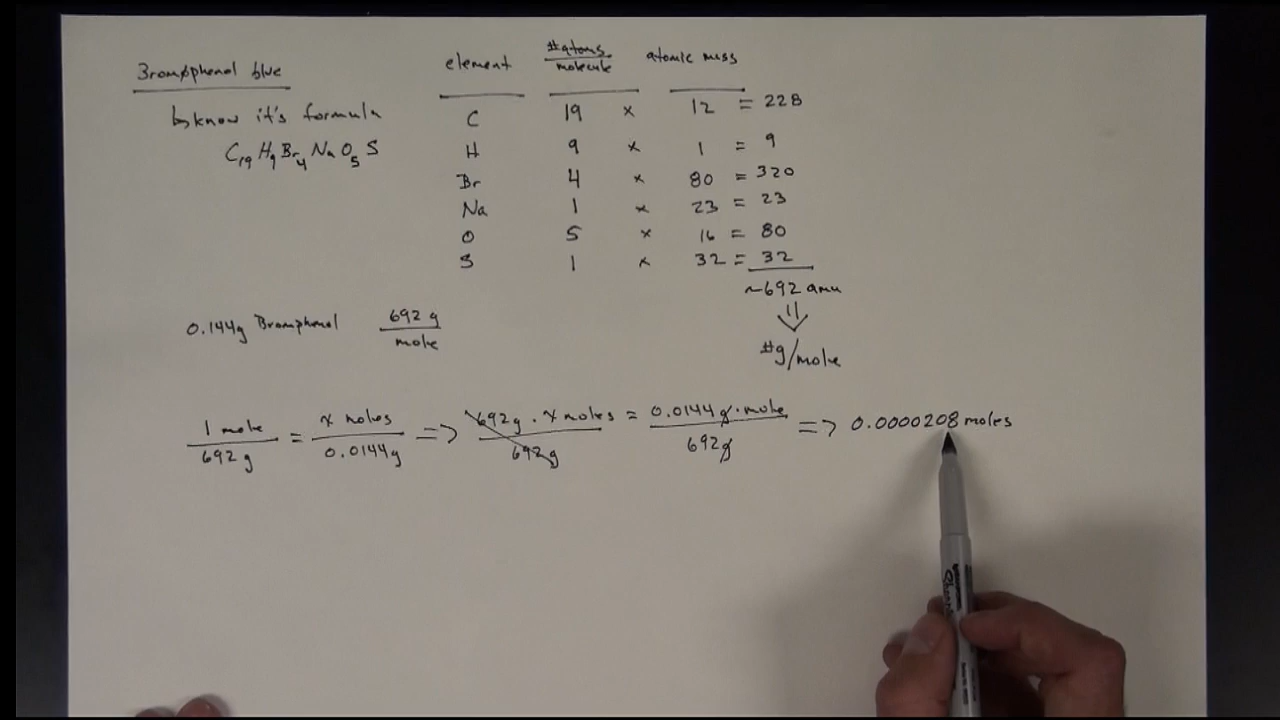 Bromophenol blue
↳ know it's formula
C19 H9 Br4 Na O5 S
element #atoms/molecule atomic mass
C 19 x 12 = 228
H 9 x 1 = 9
Br 4 x 80 = 320
Na 1 x 23 = 23
O 5 x 16 = 80
S 1 x 32 = 32
~692 amu
#g/mole
0.144g Bromphenol 692 g/mole
1 mole/692 g = x moles/0.0144g => 692g · x moles/692g = 0.0144 g·mole/692g => 0.0000208 moles